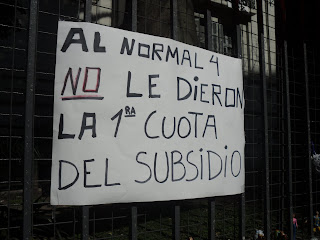 AL NORMAL 4
NO LE DIERON
LA 1RA CUOTA
DEL SUBSIDIO